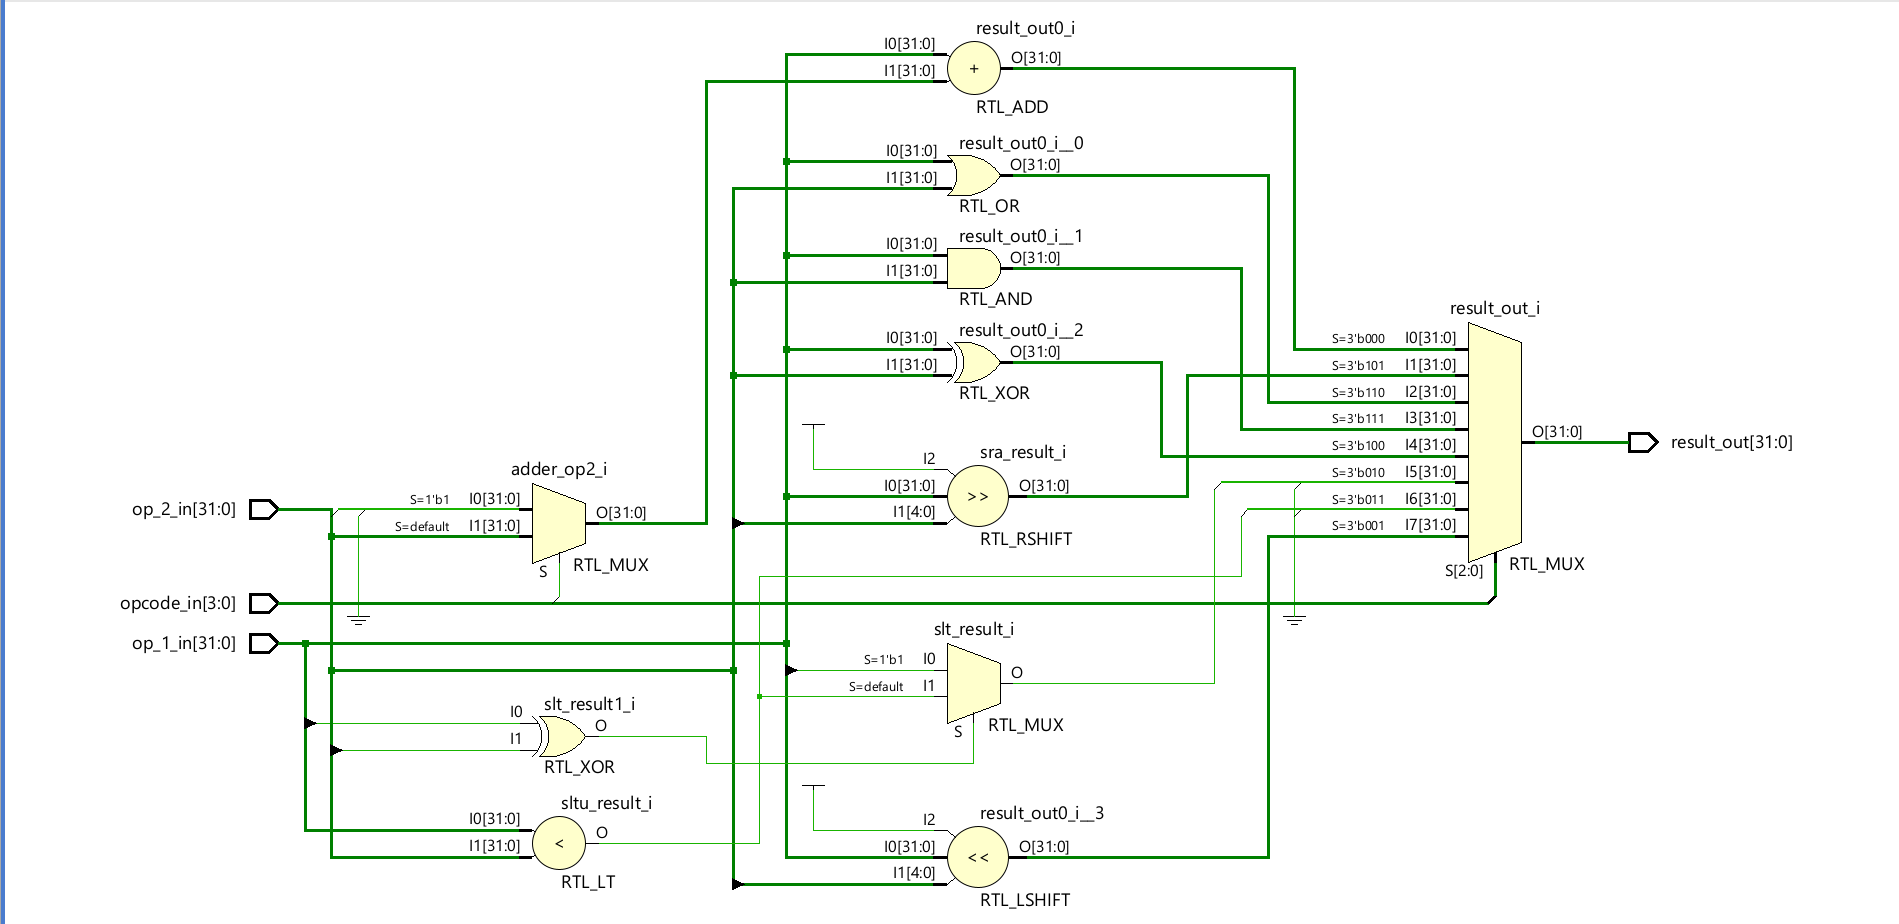 result_out0_i
I0[31:0]
I1[31:0]
+
O[31:0]
RTL_ADD
result_out0_i__0
I0[31:0]
I1[31:0]
O[31:0]
RTL_OR
result_out0_i__1
I0[31:0]
I1[31:0]
O[31:0]
RTL_AND
result_out0_i__2
I0[31:0]
I1[31:0]
O[31:0]
RTL_XOR
sra_result_i
I2
I0[31:0]
I1[4:0]
>>
O[31:0]
RTL_RSHIFT
adder_op2_i
S=1'b1 I0[31:0]
S=default I1[31:0]
O[31:0]
S
RTL_MUX
op_2_in[31:0]
opcode_in[3:0]
op_1_in[31:0]
slt_result_i
S=1'b1 I0
S=default I1
O
S
RTL_MUX
slt_result1_i
I0
I1
O
RTL_XOR
sltu_result_i
I0[31:0]
I1[31:0]
<
O
RTL_LT
result_out0_i__3
I2
I0[31:0]
I1[4:0]
<<
O[31:0]
RTL_LSHIFT
result_out_i
S=3'b000 I0[31:0]
S=3'b101 I1[31:0]
S=3'b110 I2[31:0]
S=3'b111 I3[31:0]
S=3'b100 I4[31:0]
S=3'b010 I5[31:0]
S=3'b011 I6[31:0]
S=3'b001 I7[31:0]
S[2:0]
O[31:0]
RTL_MUX
result_out[31:0]